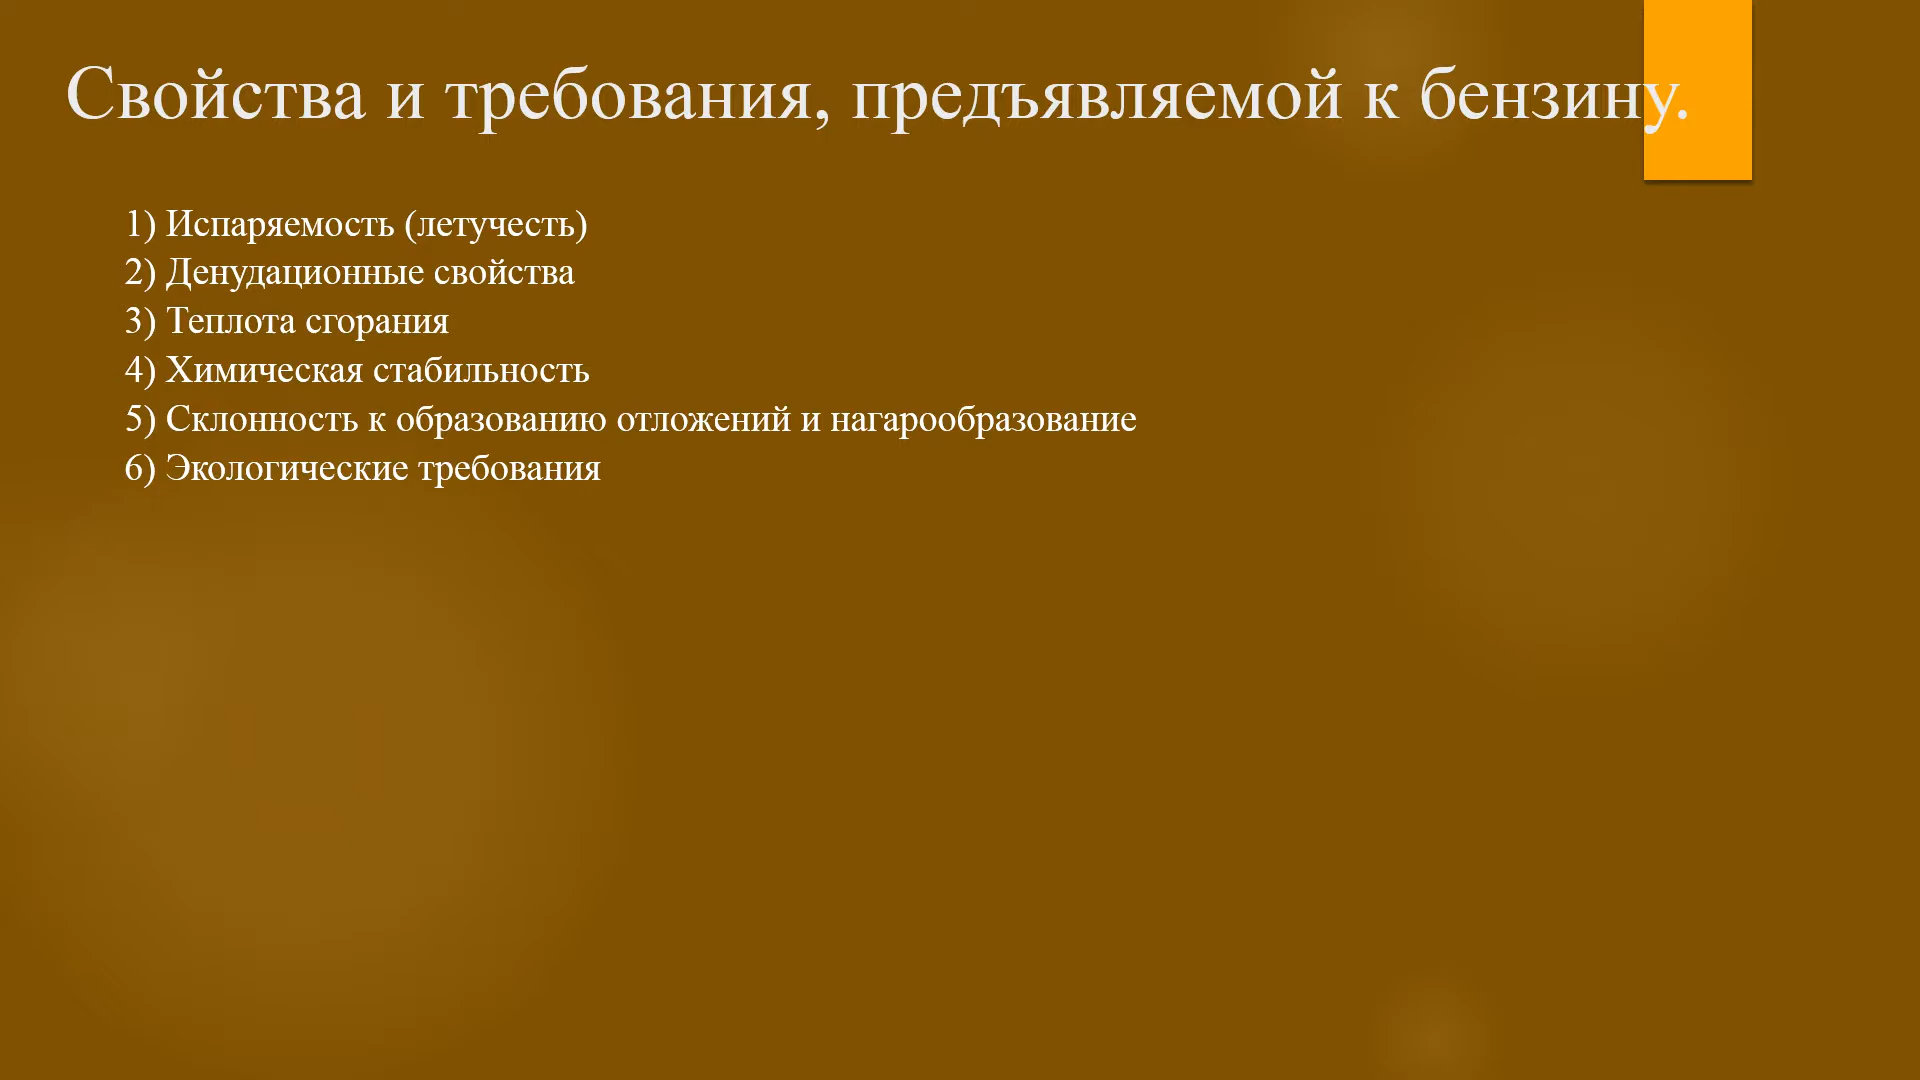 Свойства и требования, предъявляемой к бензину.
1) Испаряемость (летучесть)
2) Денудационные свойства
3) Теплота сгорания
4) Химическая стабильность
5) Склонность к образованию отложений и нагарообразование
6) Экологические требования